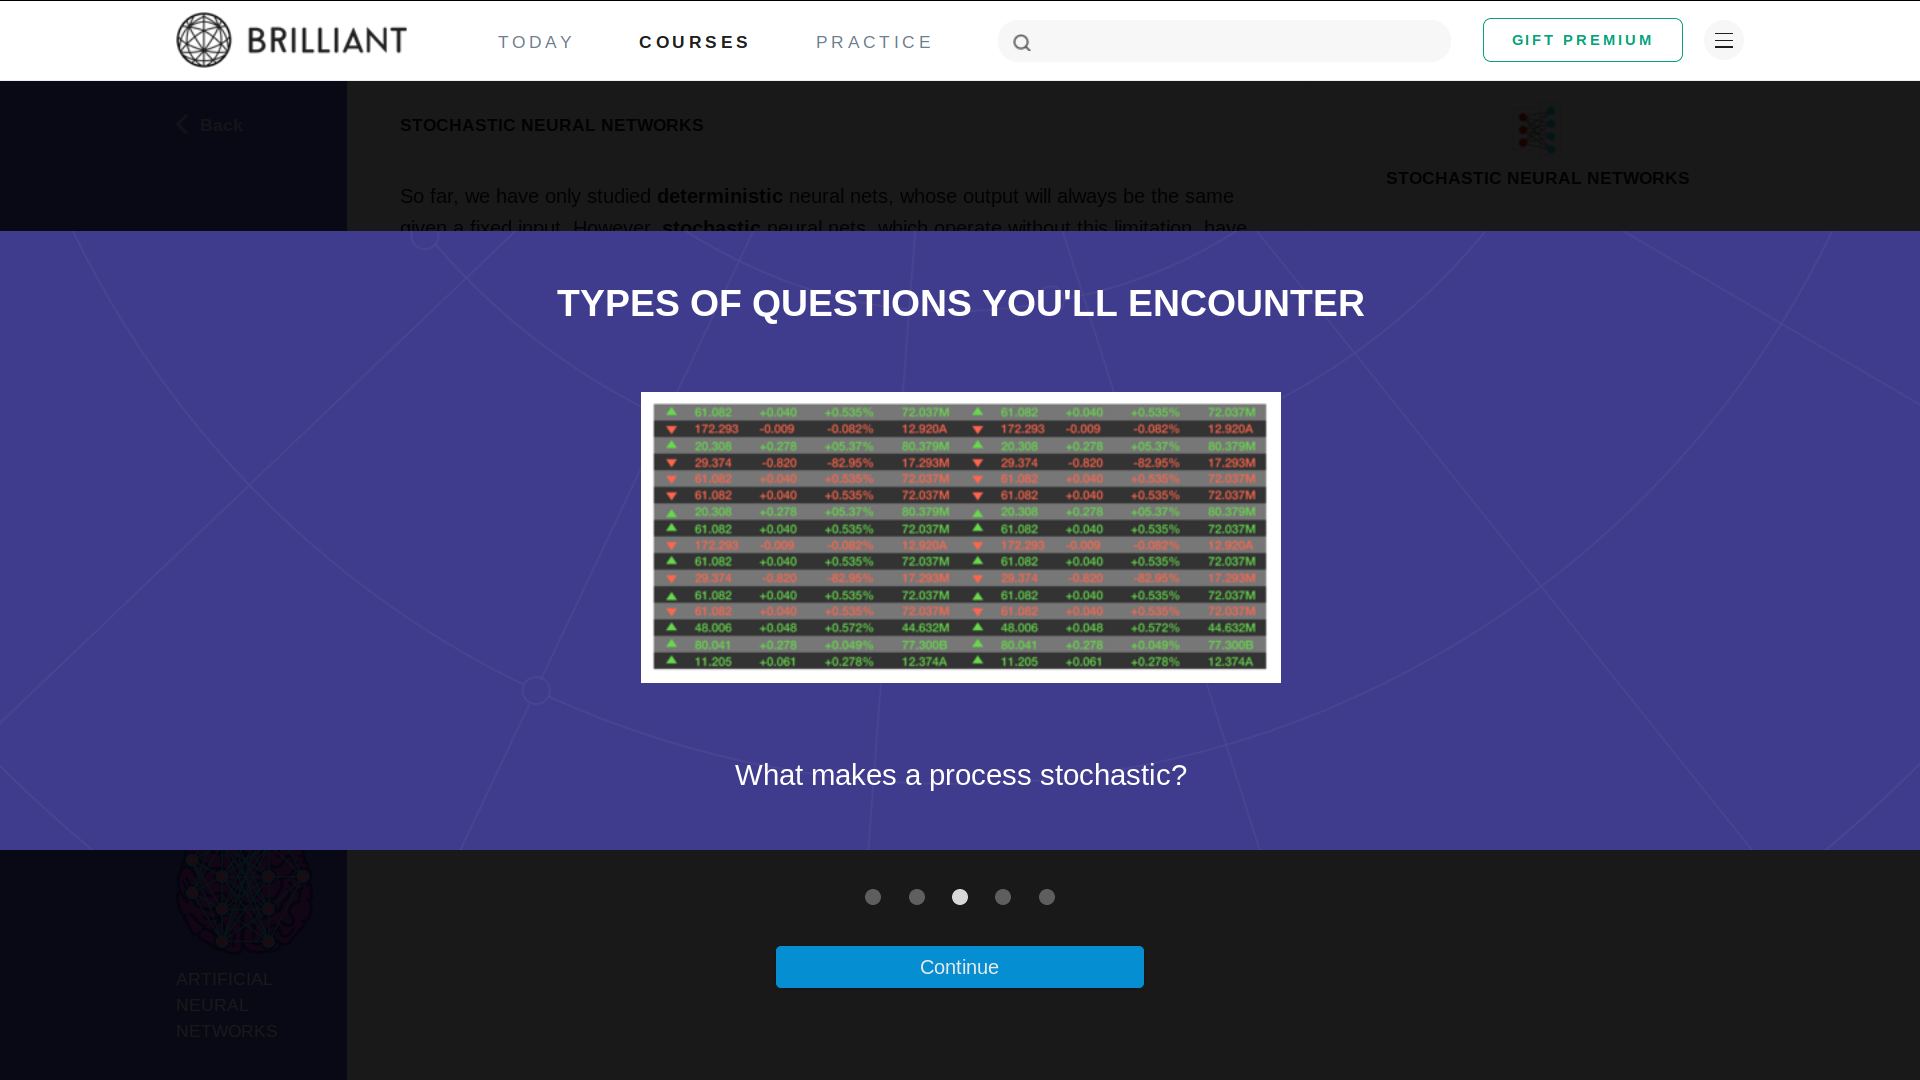 BRILLIANT
TODAY
COURSES
PRACTICE
GIFT PREMIUM
Back
STOCHASTIC NEURAL NETWORKS
STOCHASTIC NEURAL NETWORKS
So far, we have only studied deterministic neural nets, whose output will always be the same
given a fixed input. However, stochastic neural nets, which operate without this limitation, have
TYPES OF QUESTIONS YOU'LL ENCOUNTER
61.082 +0.040 +0.535% 72.037M 61.082 +0.040 +0.535% 72.037M
172.293 -0.009 -0.082% 12.920A 172.293 -0.009 -0.082% 12.920A
20.308 +0.278 +05.37% 80.379M 20.308 +0.278 +05.37% 80.379M
29.374 -0.820 -82.95% 17.293M 29.374 -0.820 -82.95% 17.293M
61.082 +0.040 +0.535% 72.037M 61.082 +0.040 +0.535% 72.037M
61.082 +0.040 +0.535% 72.037M 61.082 +0.040 +0.535% 72.037M
20.308 +0.278 +05.37% 80.379M 20.308 +0.278 +05.37% 80.379M
61.082 +0.040 +0.535% 72.037M 61.082 +0.040 +0.535% 72.037M
172.293 -0.009 -0.082% 12.920A 172.293 -0.009 -0.082% 12.920A
61.082 +0.040 +0.535% 72.037M 61.082 +0.040 +0.535% 72.037M
29.374 -0.820 -82.95% 17.293M 29.374 -0.820 -82.95% 17.293M
61.082 +0.040 +0.535% 72.037M 61.082 +0.040 +0.535% 72.037M
61.082 +0.040 +0.535% 72.037M 61.082 +0.040 +0.535% 72.037M
48.006 +0.048 +0.572% 44.632M 48.006 +0.048 +0.572% 44.632M
80.041 +0.278 +0.049% 77.300B 80.041 +0.278 +0.049% 77.300B
11.205 +0.061 +0.278% 12.374A 11.205 +0.061 +0.278% 12.374A
What makes a process stochastic?
Continue
ARTIFICIAL
NEURAL
NETWORKS